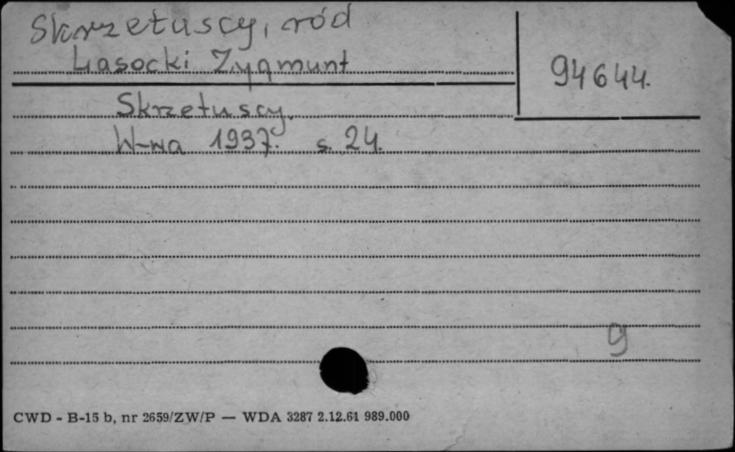 Skrzetuscy, ród
Łasocki Zygmunt
94644.
Skrzetuscy.
W-wa 1937. s. 24.
9
CWD - B-15 b, nr 2659/ZW/P — WDA 3287 2.12.61 989.000